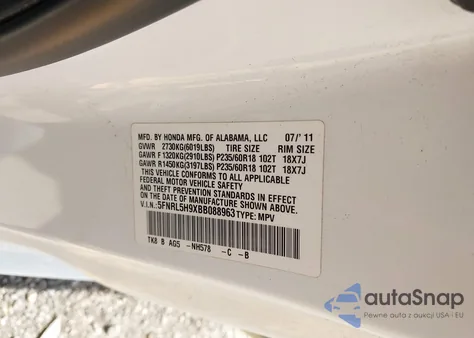 MFD. BY HONDA MFG. OF ALABAMA, LLC 07/'11
GVWR 2730KG(6019LBS) TIRE SIZE RIM SIZE
GAWR F 1320KG(2910LBS) P235/60R18 102T 18X7J
GAWR R1450KG(3197LBS) P235/60R18 102T 18X7J
THIS VEHICLE CONFORMS TO ALL APPLICABLE
FEDERAL MOTOR VEHICLE SAFETY
AND THEFT PREVENTION STANDARDS IN EFFECT ON THE DATE
OF MANUFACTURE SHOWN ABOVE.
V.I.N.: 5FNRL5H9XBB088963 TYPE: MPV
TK8 8 AG5 -NH578 -C -B
autoSnap
Pewne auto z aukcji USA i EU